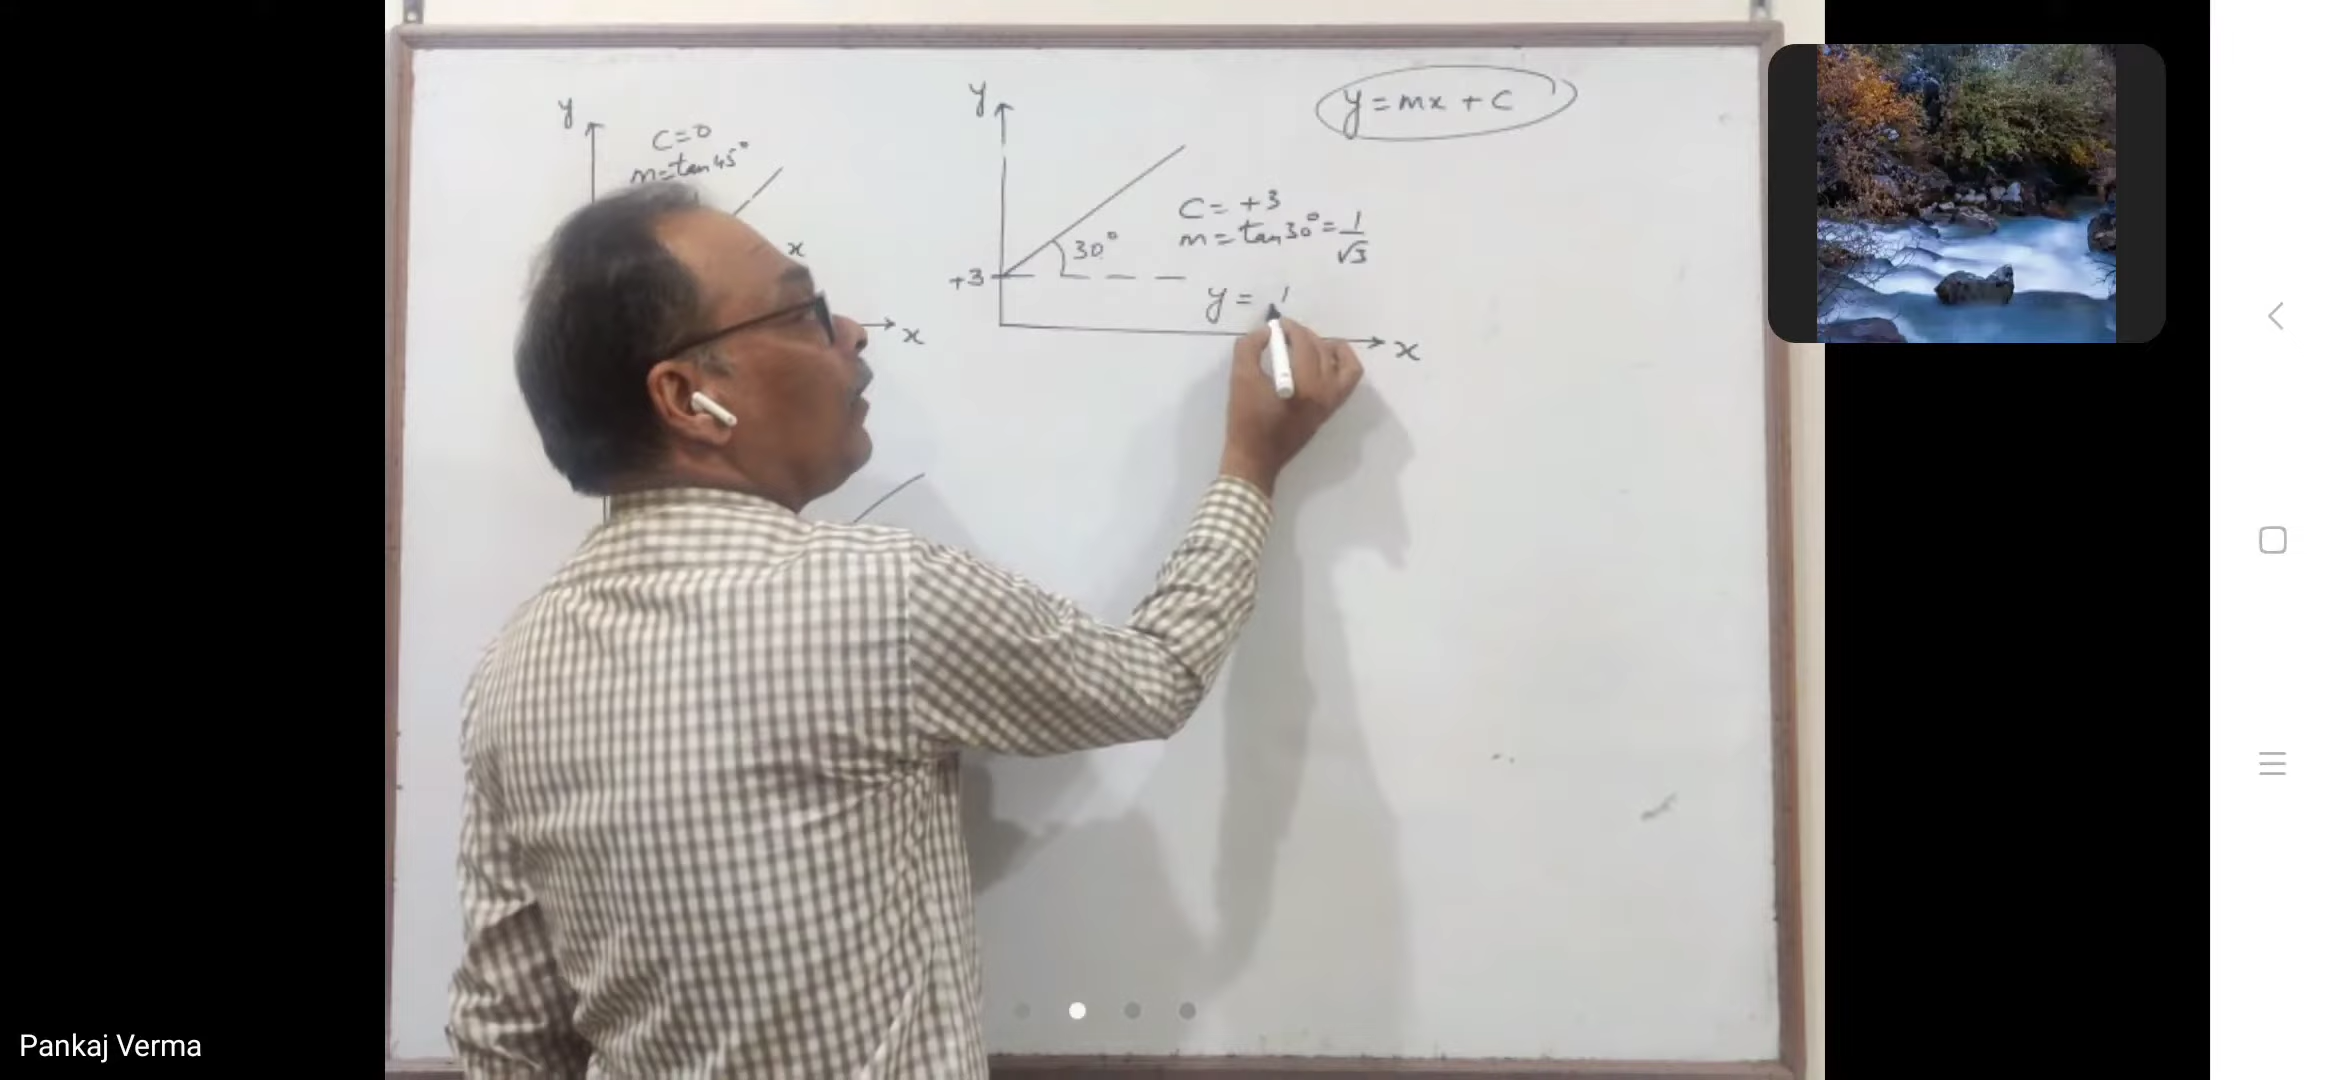 y
C=0
m=tan45°
x
x
y
+3
30°
C= +3
m= tan30°= 1/√3
y = 1
x
y = mx + c
Pankaj Verma